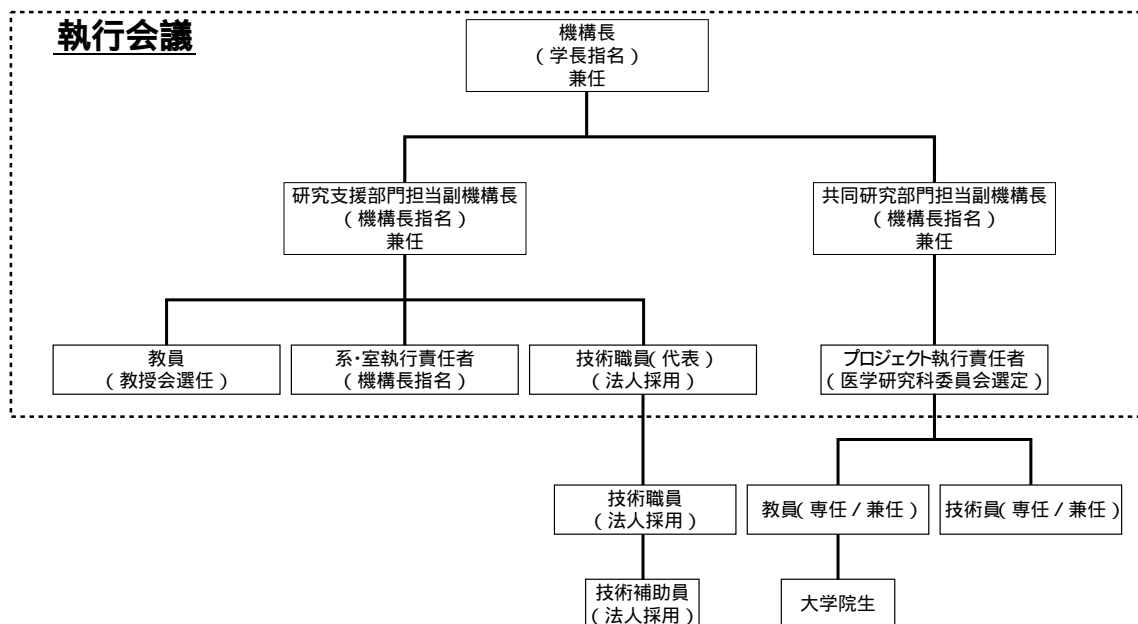 執行会議
機構長
(学長指名)
兼任
研究支援部門担当副機構長
(機構長指名)
兼任
共同研究部門担当副機構長
(機構長指名)
兼任
教員
(教授会選任)
系・室執行責任者
(機構長指名)
技術職員(代表)
(法人採用)
プロジェクト執行責任者
(医学研究科委員会選定)
技術職員
(法人採用)
教員(専任/兼任)
技術員(専任/兼任)
技術補助員
(法人採用)
大学院生